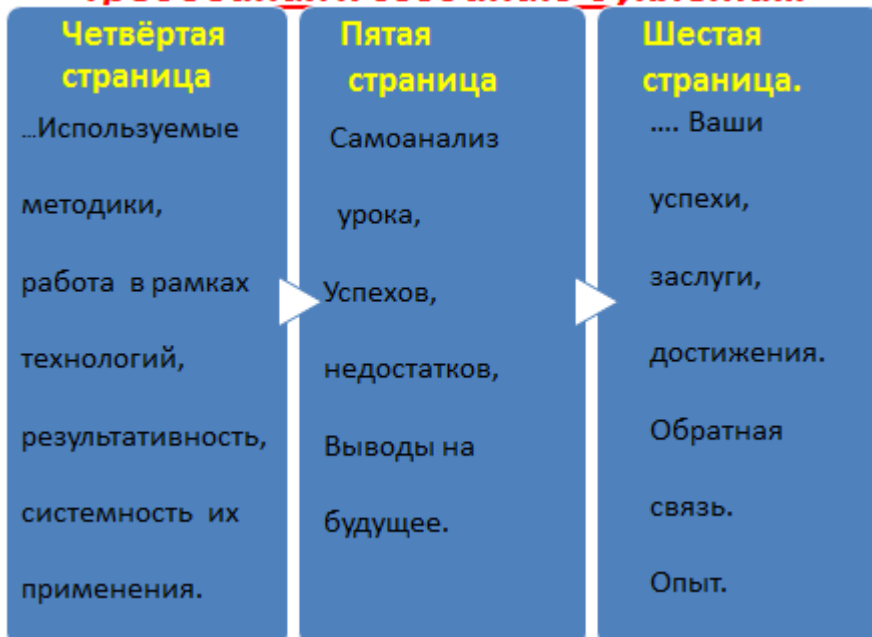 Четвёртая
страница
...Используемые
методики,
работа в рамках
технологий,
результативность,
системность их
применения.
Пятая
страница
Самоанализ
урока,
Успехов,
недостатков,
Выводы на
будущее.
Шестая
страница.
.... Ваши
успехи,
заслуги,
достижения.
Обратная
связь.
Опыт.